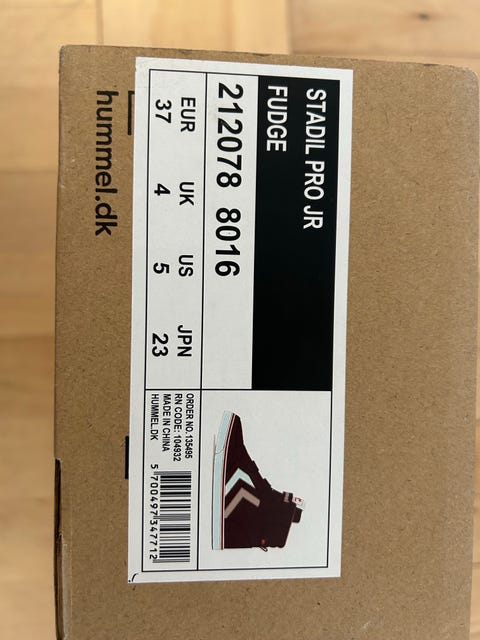 STADIL PRO JR
FUDGE
212078 8016
EUR UK US JPN
37 4 5 23
ORDER NO. 135495
RN CODE: 104932
MADE IN CHINA
HUMMEL.DK
5 700497 347712
hummel.dk